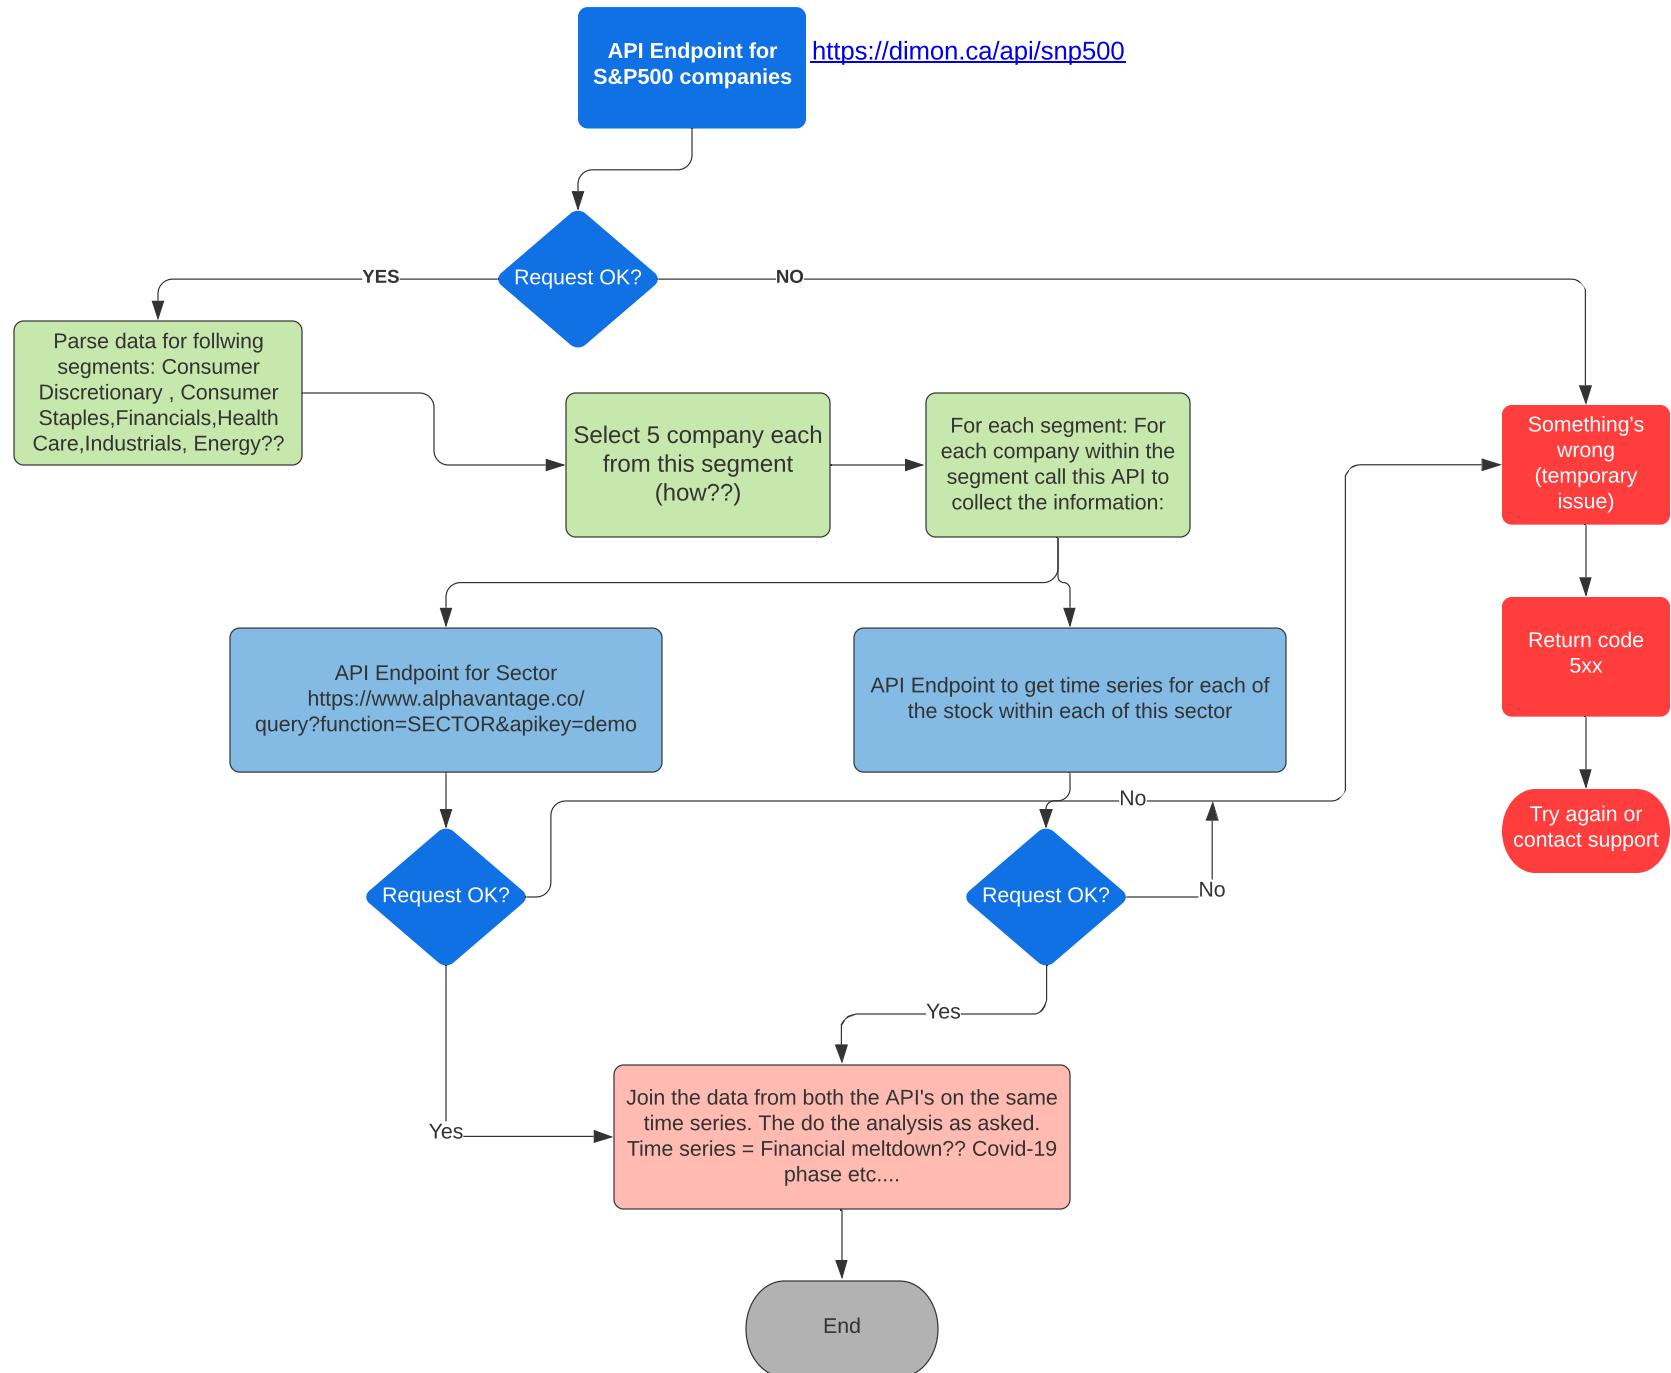 API Endpoint for
S&P500 companies
https://dimon.ca/api/snp500
Request OK?
YES
NO
Parse data for follwing
segments: Consumer
Discretionary , Consumer
Staples,Financials,Health
Care,Industrials, Energy??
Select 5 company each
from this segment
(how??)
For each segment: For
each company within the
segment call this API to
collect the information:
Something's
wrong
(temporary
issue)
API Endpoint for Sector
https://www.alphavantage.co/
query?function=SECTOR&apikey=demo
API Endpoint to get time series for each of
the stock within each of this sector
Return code
5xx
No
Try again or
contact support
Request OK?
Request OK?
No
Yes
Yes
Join the data from both the API's on the same
time series. The do the analysis as asked.
Time series = Financial meltdown?? Covid-19
phase etc....
End